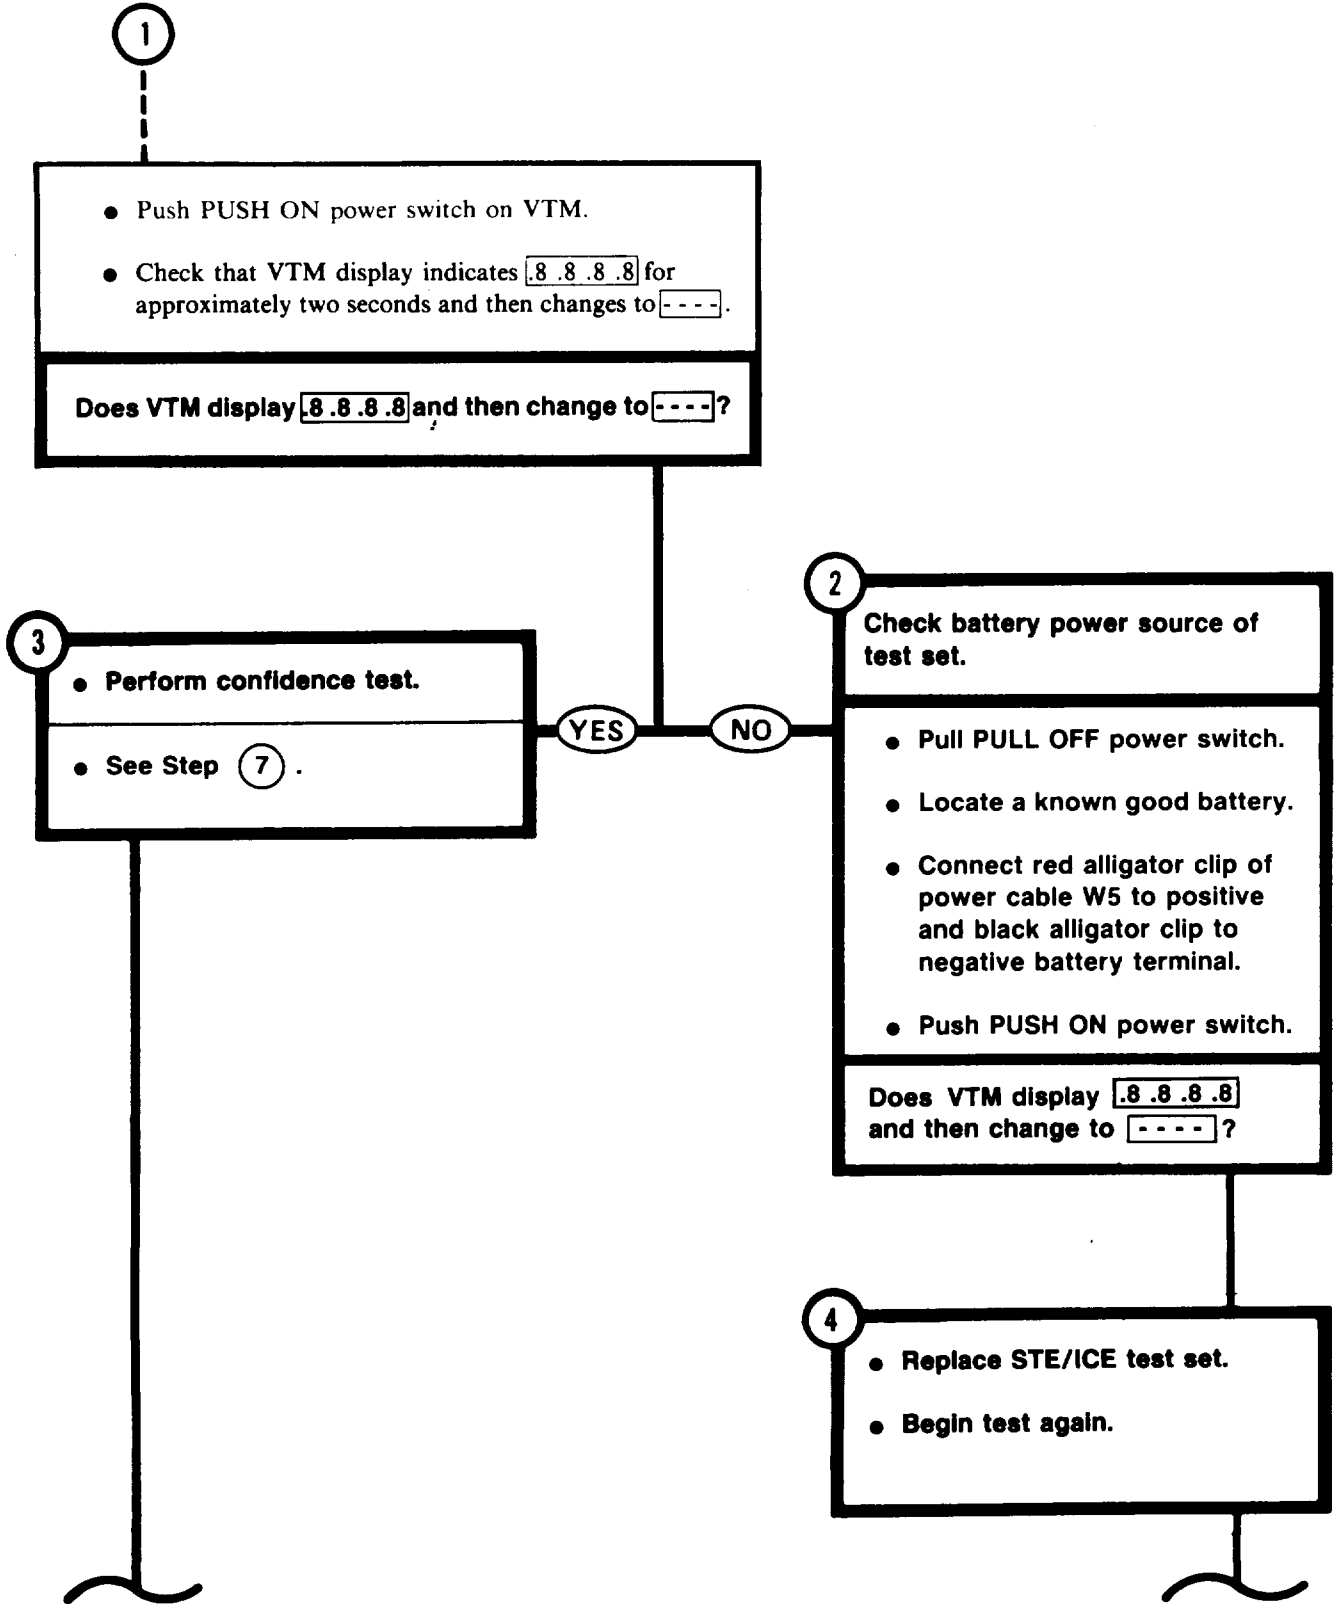 1
● Push PUSH ON power switch on VTM.
● Check that VTM display indicates .8 .8 .8 .8 for
approximately two seconds and then changes to - - - - .
Does VTM display .8 .8 .8 .8 and then change to - - - - ?
2
Check battery power source of
test set.
3
● Perform confidence test.
YES
NO
● See Step 7 .
● Pull PULL OFF power switch.
● Locate a known good battery.
● Connect red alligator clip of
power cable W5 to positive
and black alligator clip to
negative battery terminal.
● Push PUSH ON power switch.
Does VTM display .8 .8 .8 .8
and then change to - - - - ?
4
● Replace STE/ICE test set.
● Begin test again.